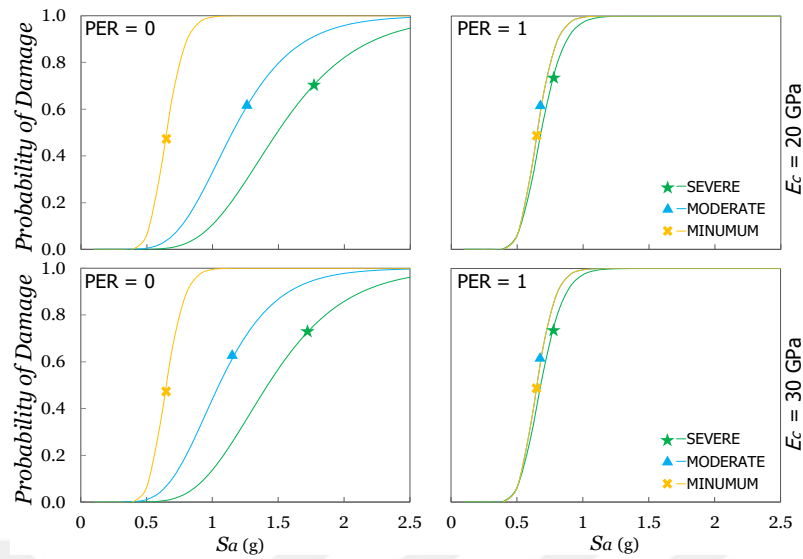 PER = 0
PER = 1
Probability of Damage
1.0
0.8
0.6
0.4
0.2
0.0
SEVERE
MODERATE
MINUMUM
Ec = 20 GPa
PER = 0
PER = 1
Probability of Damage
1.0
0.8
0.6
0.4
0.2
0.0
SEVERE
MODERATE
MINUMUM
Ec = 30 GPa
0 0.5 1 1.5 2 2.5
0 0.5 1 1.5 2 2.5
Sa (g)
Sa (g)